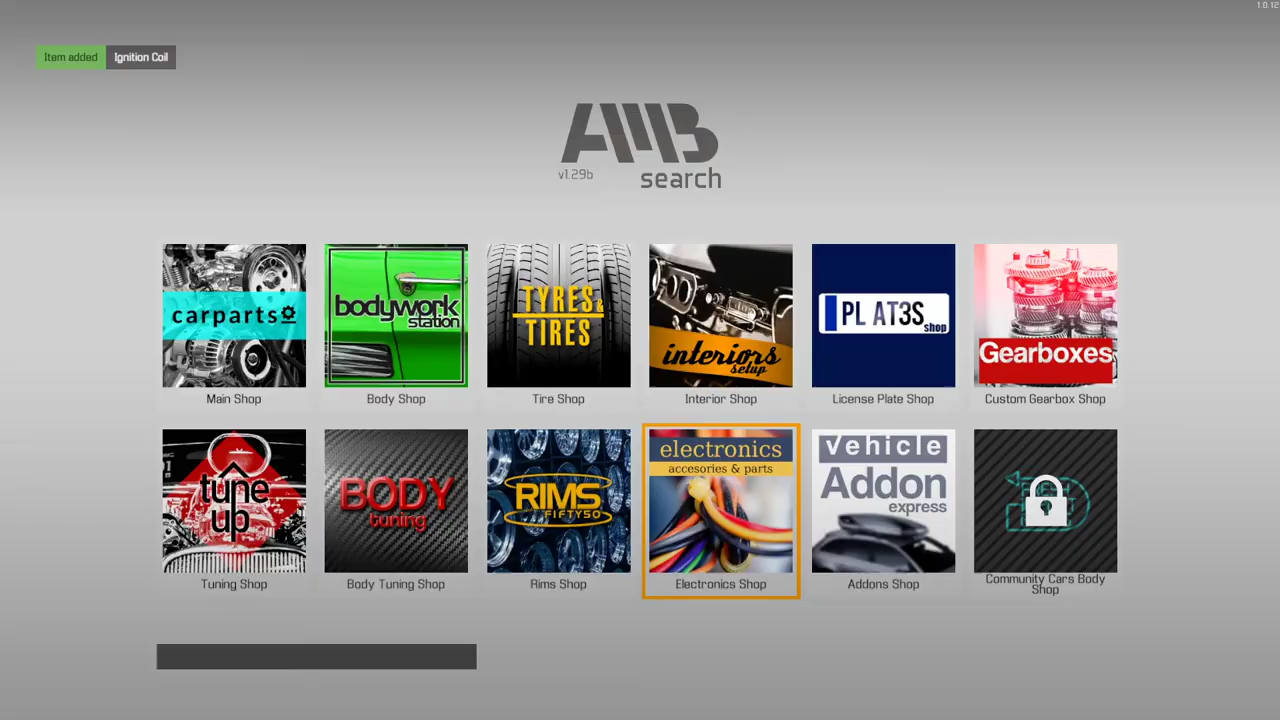 1.0.12
Item added Ignition Coil
AMB
v1.29b
search
carparts
Main Shop
bodywork
station
Body Shop
TYRES &
TIRES
Tire Shop
interiors
setup
Interior Shop
PL AT3S
shop
License Plate Shop
Gearboxes
Custom Gearbox Shop
tune
up
Tuning Shop
BODY
tuning
Body Tuning Shop
RIMS
FIFTY50
Rims Shop
electronics
accesories & parts
Electronics Shop
vehicle
Addon
express
Addons Shop
Community Cars Body
Shop